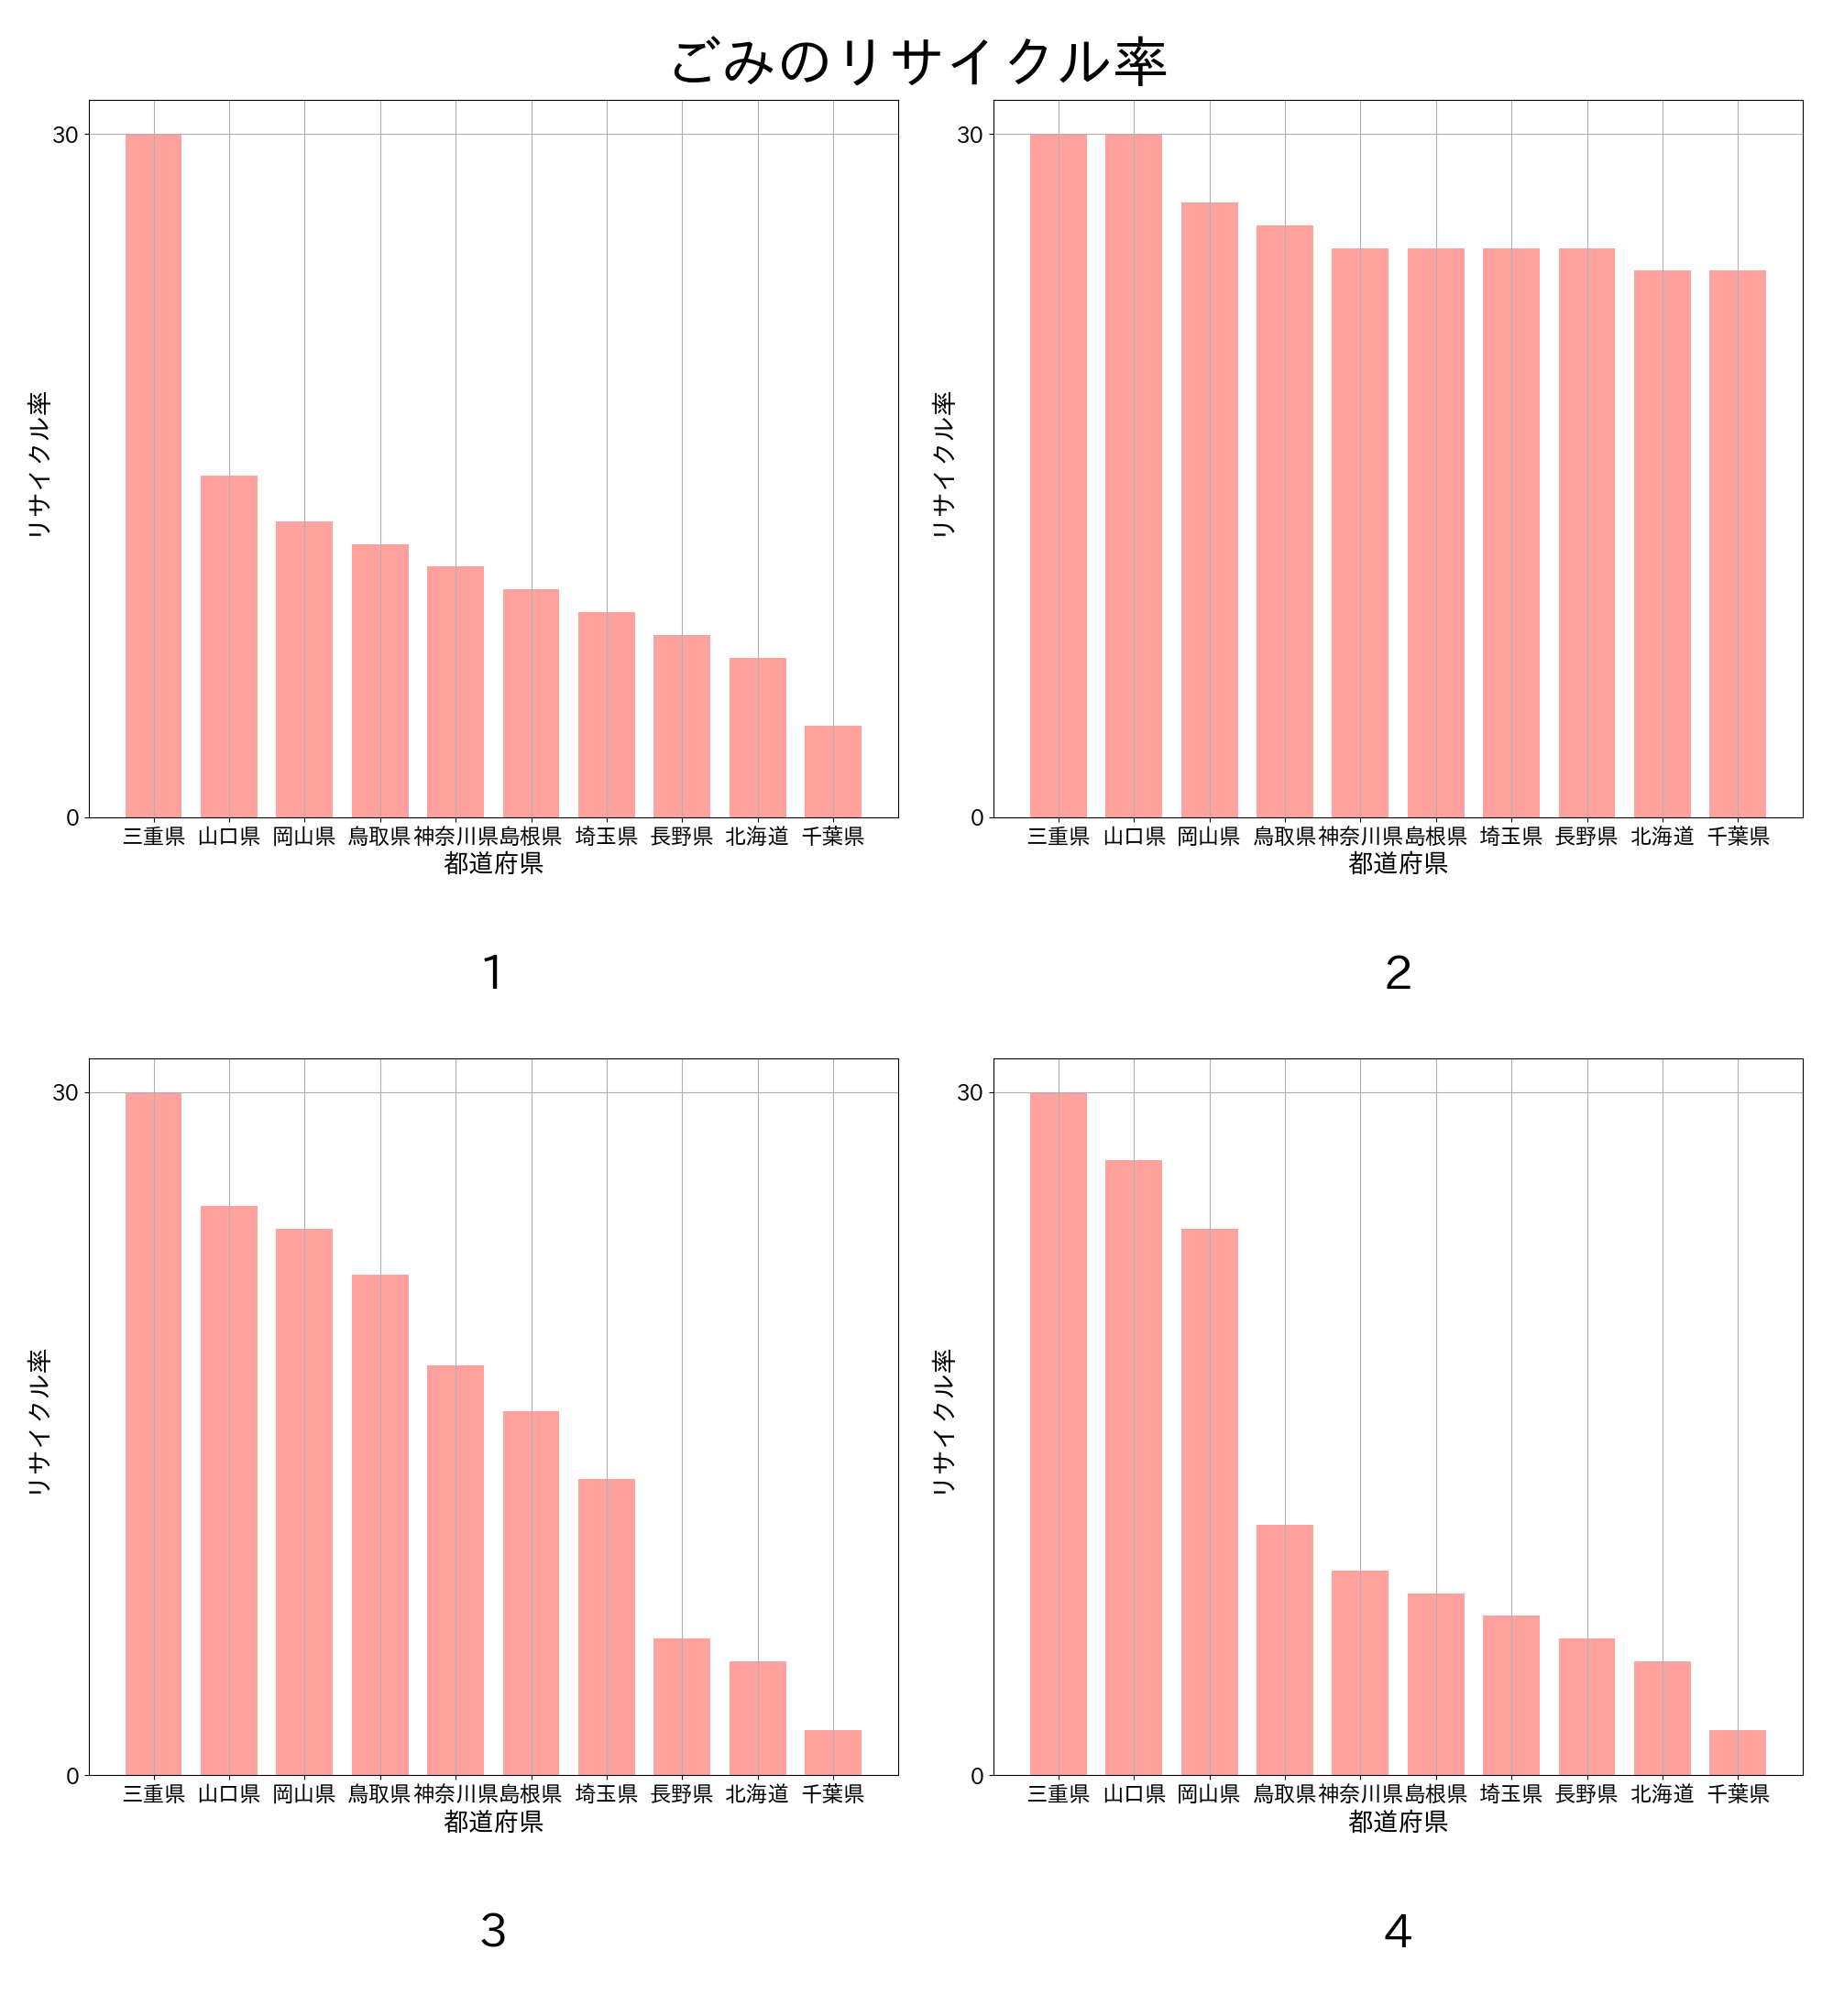 ごみのリサイクル率
30
0
リサイクル率
三重県 山口県 岡山県 鳥取県 神奈川県 島根県 埼玉県 長野県 北海道 千葉県
都道府県
1
30
0
リサイクル率
三重県 山口県 岡山県 鳥取県 神奈川県 島根県 埼玉県 長野県 北海道 千葉県
都道府県
2
30
0
リサイクル率
三重県 山口県 岡山県 鳥取県 神奈川県 島根県 埼玉県 長野県 北海道 千葉県
都道府県
3
30
0
リサイクル率
三重県 山口県 岡山県 鳥取県 神奈川県 島根県 埼玉県 長野県 北海道 千葉県
都道府県
4